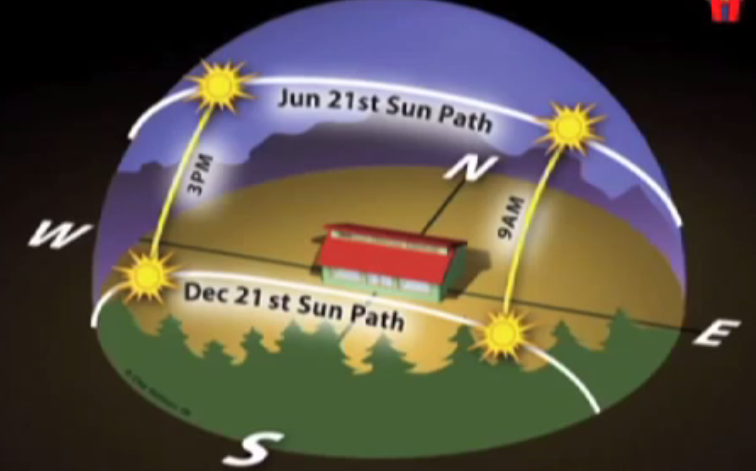 Jun 21st Sun Path
N
3PM
9AM
W
Dec 21st Sun Path
E
S